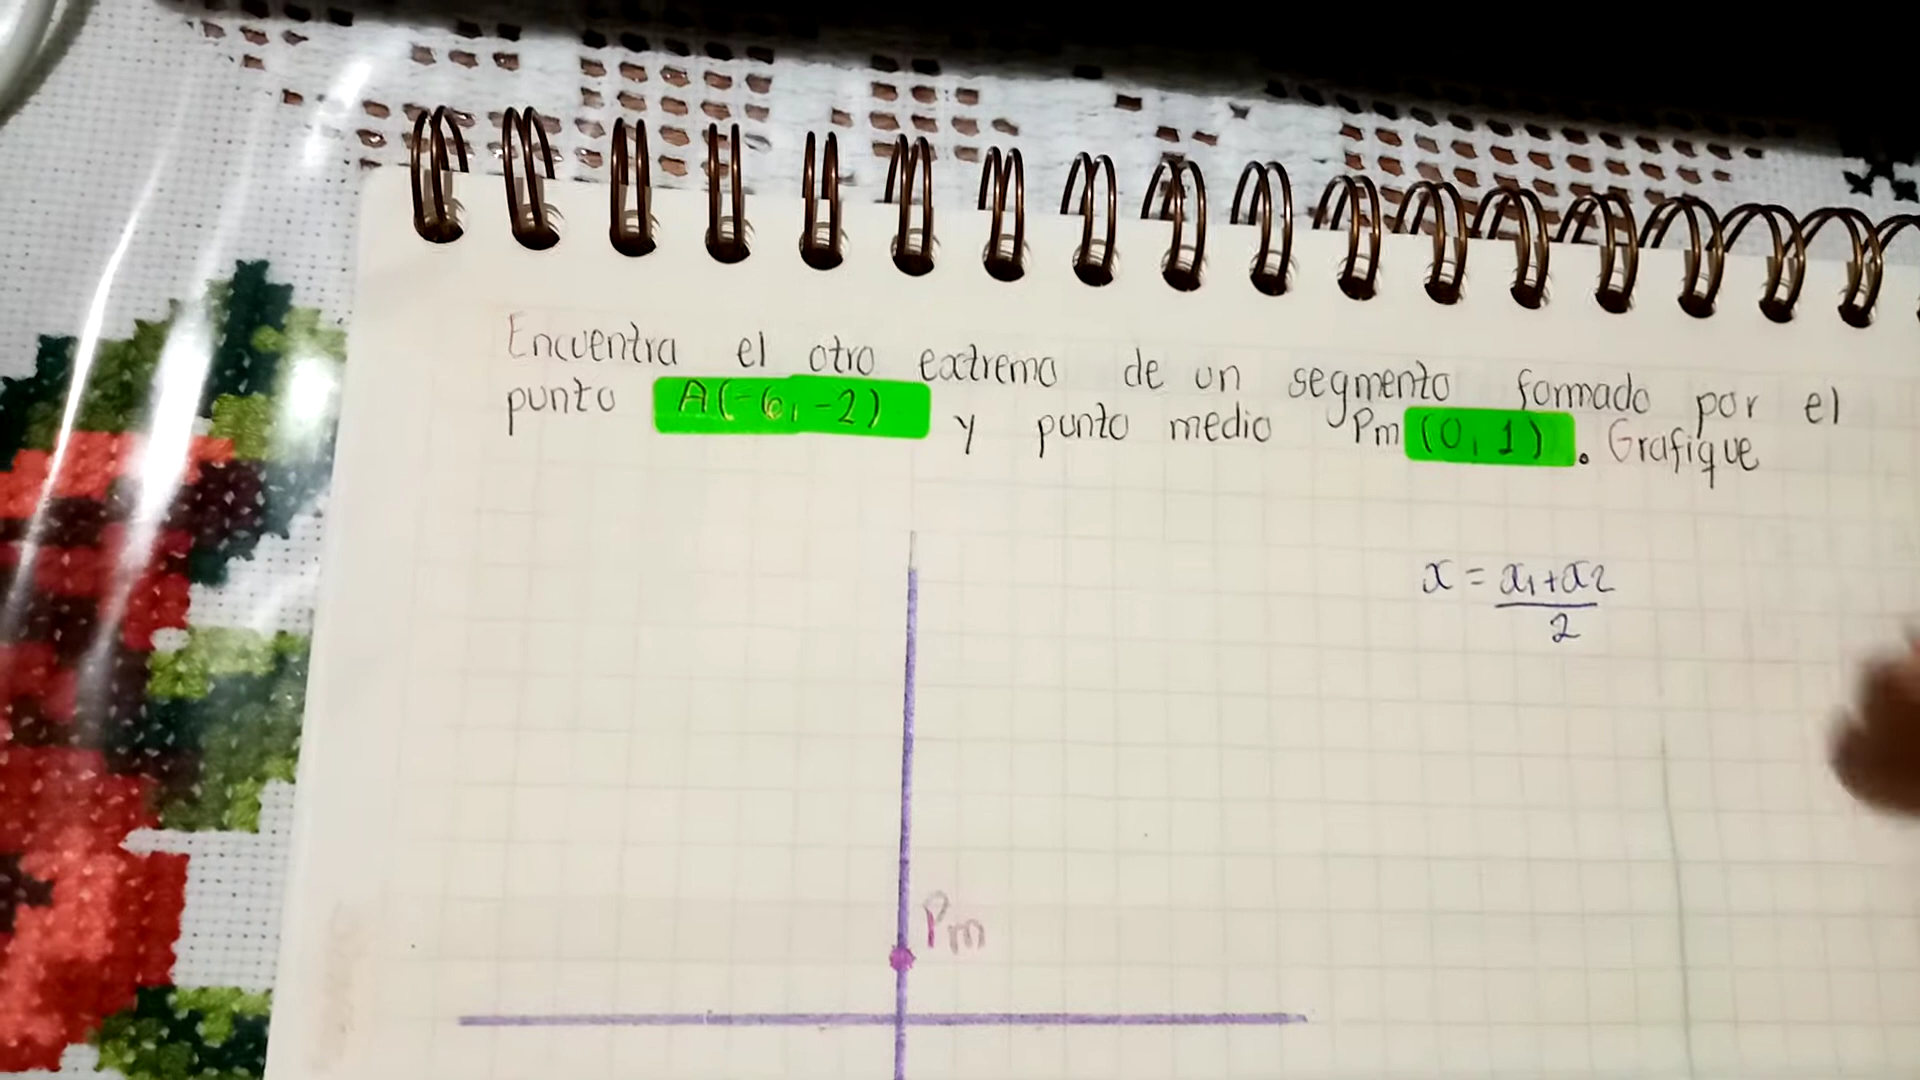 Encuentra el otro extremo de un segmento formado por el
punto A(-6, -2) y punto medio Pm (0, 1). Grafique
x = x1+x2
2
Pm